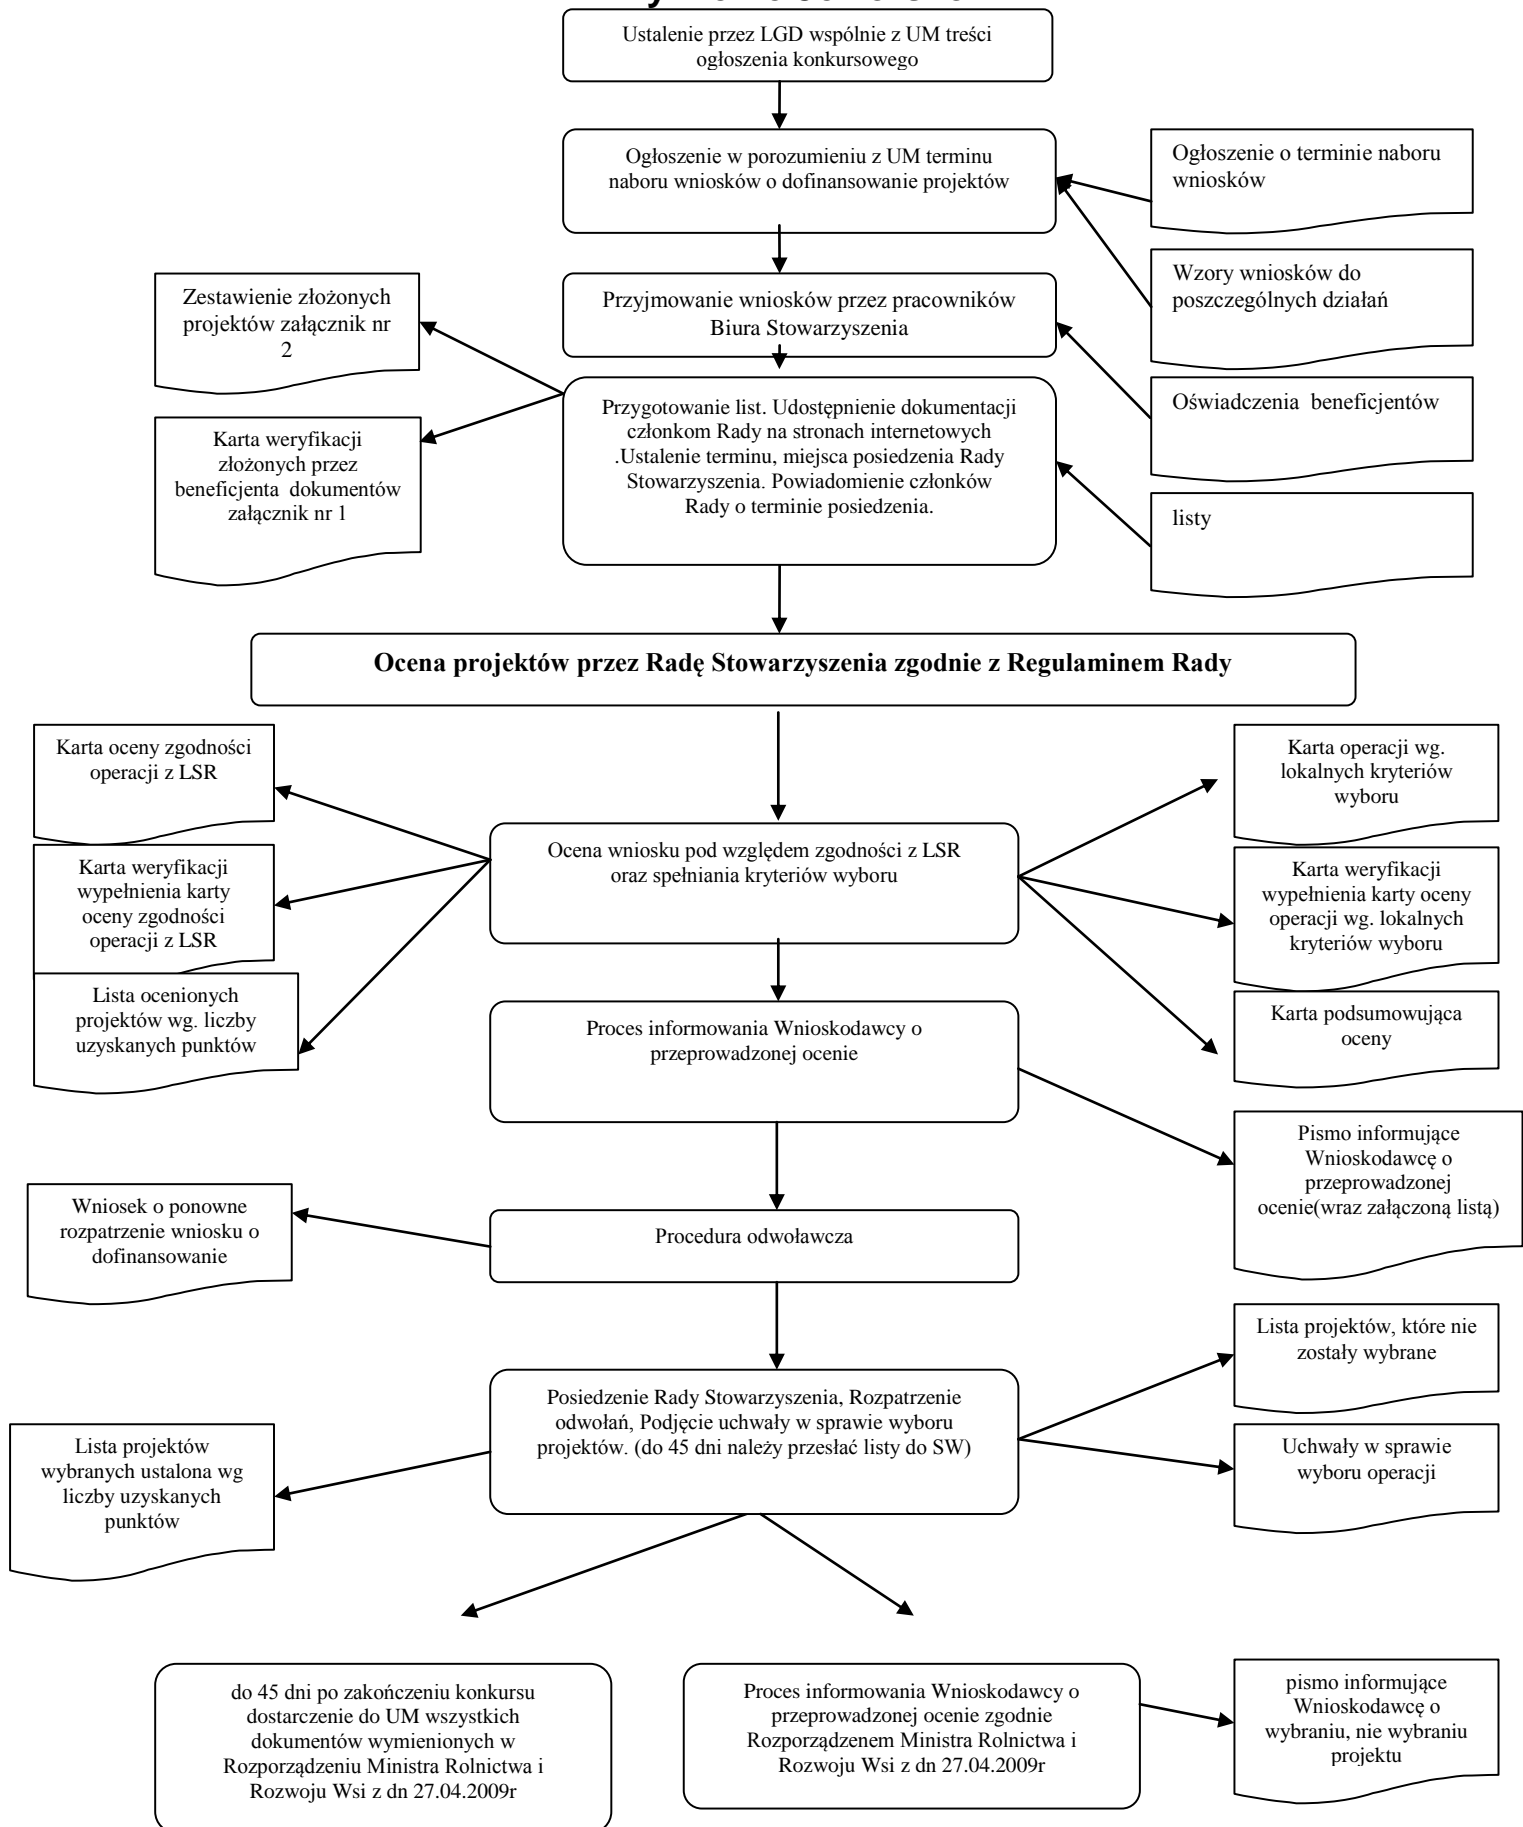 Ustalenie przez LGD wspólnie z UM treści
ogłoszenia konkursowego
Ogłoszenie w porozumieniu z UM terminu
naboru wniosków o dofinansowanie projektów
Ogłoszenie o terminie naboru
wniosków
Wzory wniosków do
poszczególnych działań
Zestawienie złożonych
projektów załącznik nr
2
Przyjmowanie wniosków przez pracowników
Biura Stowarzyszenia
Oświadczenia  beneficjentów
Karta weryfikacji
złożonych przez
beneficjenta  dokumentów
załącznik nr 1
Przygotowanie list. Udostępnienie dokumentacji
członkom Rady na stronach internetowych
.Ustalenie terminu, miejsca posiedzenia Rady
Stowarzyszenia. Powiadomienie członków
Rady o terminie posiedzenia.
listy
Ocena projektów przez Radę Stowarzyszenia zgodnie z Regulaminem Rady
Karta oceny zgodności
operacji z LSR
Karta operacji wg.
lokalnych kryteriów
wyboru
Ocena wniosku pod względem zgodności z LSR
oraz spełniania kryteriów wyboru
Karta weryfikacji
wypełnienia karty
oceny zgodności
operacji z LSR
Karta weryfikacji
wypełnienia karty oceny
operacji wg. lokalnych
kryteriów wyboru
Lista ocenionych
projektów wg. liczby
uzyskanych punktów
Proces informowania Wnioskodawcy o
przeprowadzonej ocenie
Karta podsumowująca
oceny
Pismo informujące
Wnioskodawcę o
przeprowadzonej
ocenie(wraz załączoną listą)
Wniosek o ponowne
rozpatrzenie wniosku o
dofinansowanie
Procedura odwoławcza
Lista projektów, które nie
zostały wybrane
Posiedzenie Rady Stowarzyszenia, Rozpatrzenie
odwołań, Podjęcie uchwały w sprawie wyboru
projektów. (do 45 dni należy przesłać listy do SW)
Lista projektów
wybranych ustalona wg
liczby uzyskanych
punktów
Uchwały w sprawie
wyboru operacji
do 45 dni po zakończeniu konkursu
dostarczenie do UM wszystkich
dokumentów wymienionych w
Rozporządzeniu Ministra Rolnictwa i
Rozwoju Wsi z dn 27.04.2009r
Proces informowania Wnioskodawcy o
przeprowadzonej ocenie zgodnie
Rozporządzenem Ministra Rolnictwa i
Rozwoju Wsi z dn 27.04.2009r
pismo informujące
Wnioskodawcę o
wybraniu, nie wybraniu
projektu